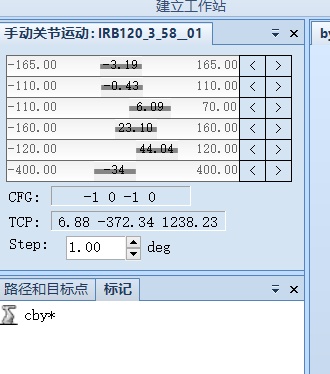 建立工作站
手动关节运动: IRB120_3_58__01
-165.00 -3.19 165.00 < >
-110.00 -0.43 110.00 < >
-110.00 6.09 70.00 < >
-160.00 23.10 160.00 < >
-120.00 44.04 120.00 < >
-400.00 -34 400.00 < >
CFG: -1 0 -1 0
TCP: 6.88 -372.34 1238.23
Step: 1.00 deg
路径和目标点 标记
cby*